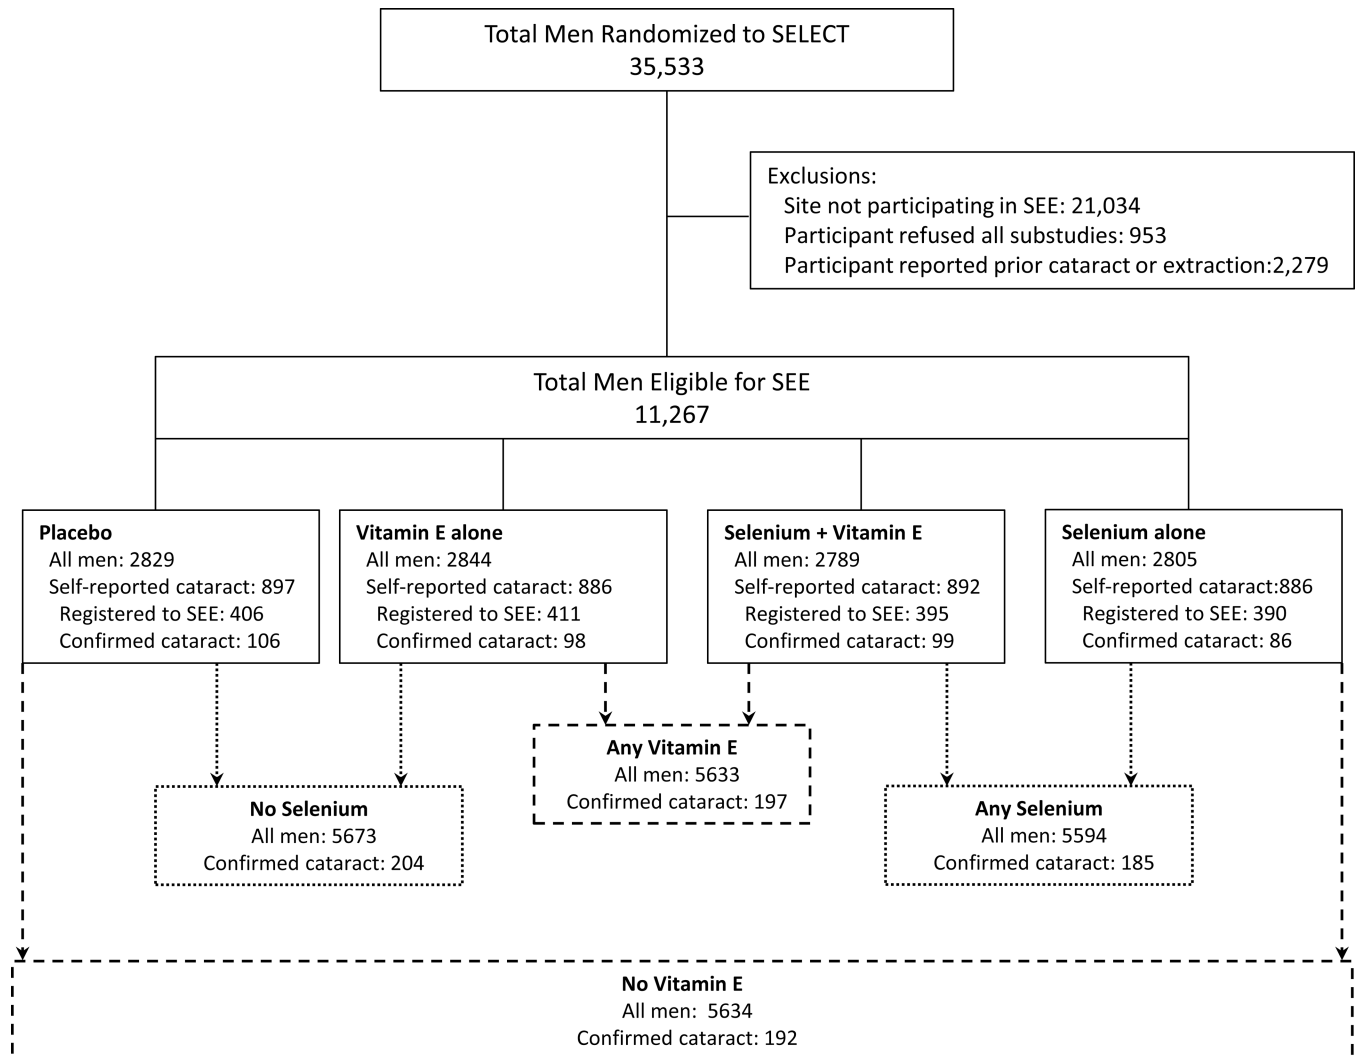 Total Men Randomized to SELECT
35,533
Exclusions:
Site not participating in SEE: 21,034
Participant refused all substudies: 953
Participant reported prior cataract or extraction:2,279
Total Men Eligible for SEE
11,267
Placebo
All men: 2829
Self-reported cataract: 897
Registered to SEE: 406
Confirmed cataract: 106
Vitamin E alone
All men: 2844
Self-reported cataract: 886
Registered to SEE: 411
Confirmed cataract: 98
Selenium + Vitamin E
All men: 2789
Self-reported cataract: 892
Registered to SEE: 395
Confirmed cataract: 99
Selenium alone
All men: 2805
Self-reported cataract:886
Registered to SEE: 390
Confirmed cataract: 86
Any Vitamin E
All men: 5633
Confirmed cataract: 197
No Selenium
All men: 5673
Confirmed cataract: 204
Any Selenium
All men: 5594
Confirmed cataract: 185
No Vitamin E
All men: 5634
Confirmed cataract: 192